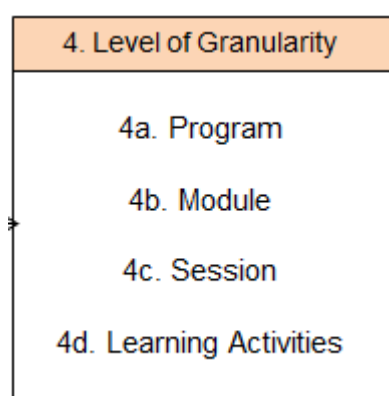 4. Level of Granularity
4a. Program
4b. Module
4c. Session
4d. Learning Activities